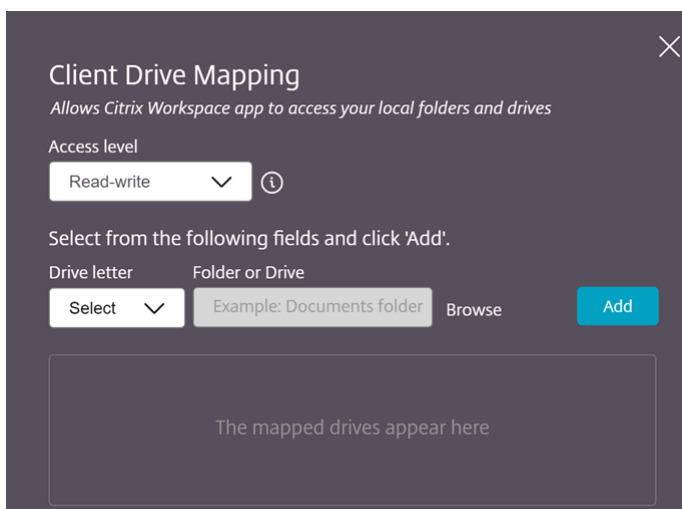 Client Drive Mapping
Allows Citrix Workspace app to access your local folders and drives
Access level
Read-write
Select from the following fields and click 'Add'.
Drive letter Folder or Drive
Select Example: Documents folder Browse Add
The mapped drives appear here